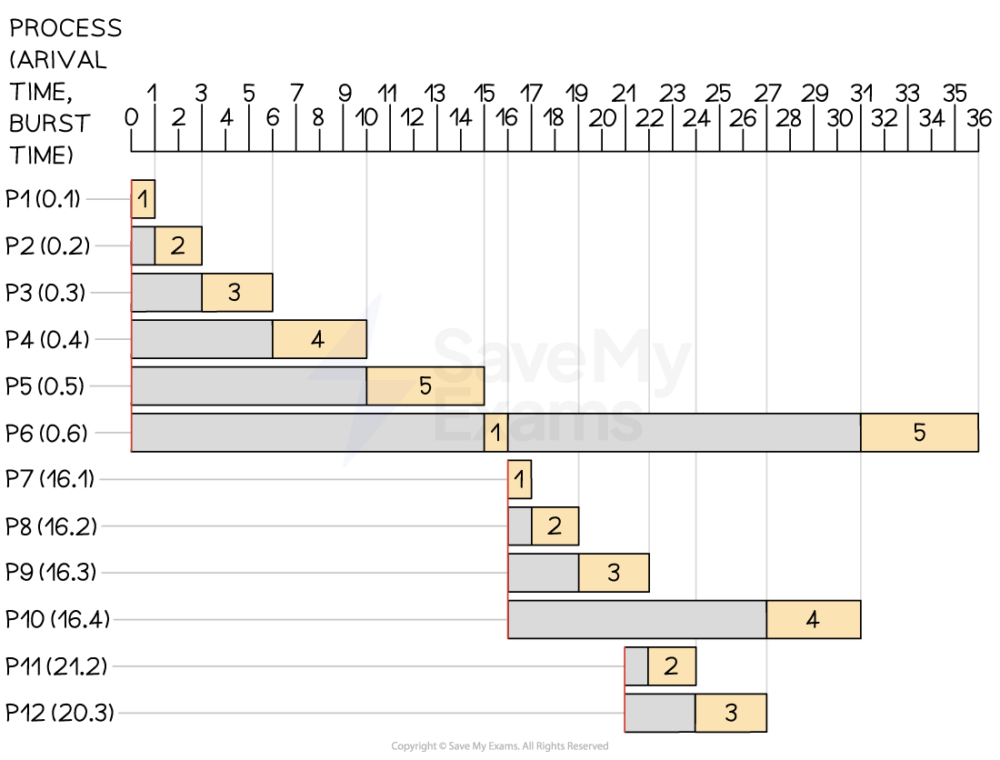 PROCESS
(ARIVAL
TIME,
BURST
TIME)
1 3 5 7 9 11 13 15 17 19 21 23 25 27 29 31 33 35
0 2 4 6 8 10 12 14 16 18 20 22 24 26 28 30 32 34 36
P1 (0.1) 1
P2 (0.2) 2
P3 (0.3) 3
P4 (0.4) 4
P5 (0.5) 5
P6 (0.6) 1 5
P7 (16.1) 1
P8 (16.2) 2
P9 (16.3) 3
P10 (16.4) 4
P11 (21.2) 2
P12 (20.3) 3
SaveMy
Exams
Copyright © Save My Exams. All Rights Reserved